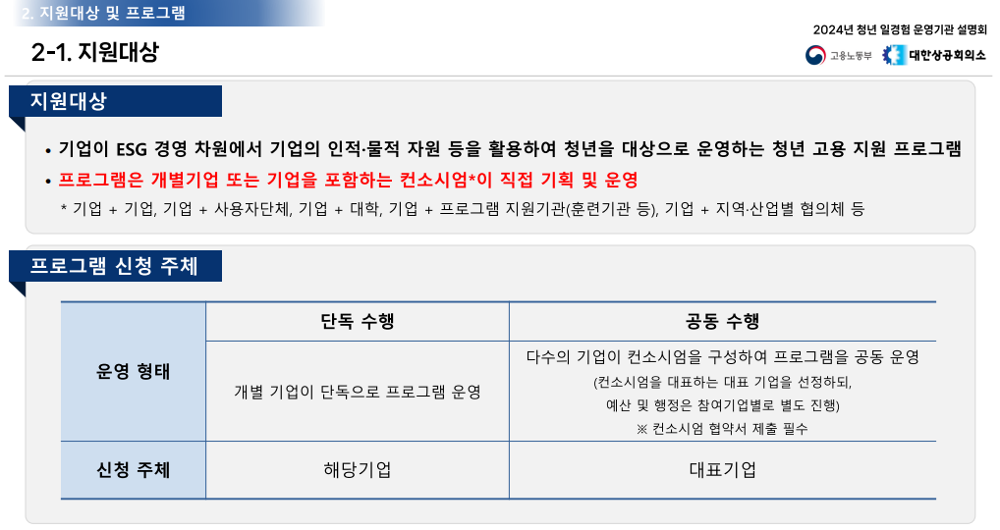 2. 지원대상 및 프로그램
2024년 청년 일경험 운영기관 설명회
2-1. 지원대상
고용노동부 대한상공회의소
지원대상
• 기업이 ESG 경영 차원에서 기업의 인적·물적 자원 등을 활용하여 청년을 대상으로 운영하는 청년 고용 지원 프로그램
• 프로그램은 개별기업 또는 기업을 포함하는 컨소시엄*이 직접 기획 및 운영
* 기업 + 기업, 기업 + 사용자단체, 기업 + 대학, 기업 + 프로그램 지원기관(훈련기관 등), 기업 + 지역·산업별 협의체 등
프로그램 신청 주체
운영 형태
단독 수행
공동 수행
개별 기업이 단독으로 프로그램 운영
다수의 기업이 컨소시엄을 구성하여 프로그램을 공동 운영
(컨소시엄을 대표하는 대표 기업을 선정하되,
예산 및 행정은 참여기업별로 별도 진행)
※ 컨소시엄 협약서 제출 필수
신청 주체
해당기업
대표기업